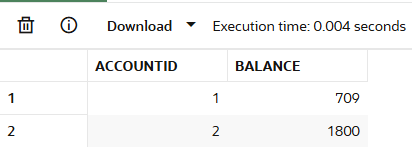 Download Execution time: 0.004 seconds
ACCOUNTID BALANCE
1 1 709
2 2 1800